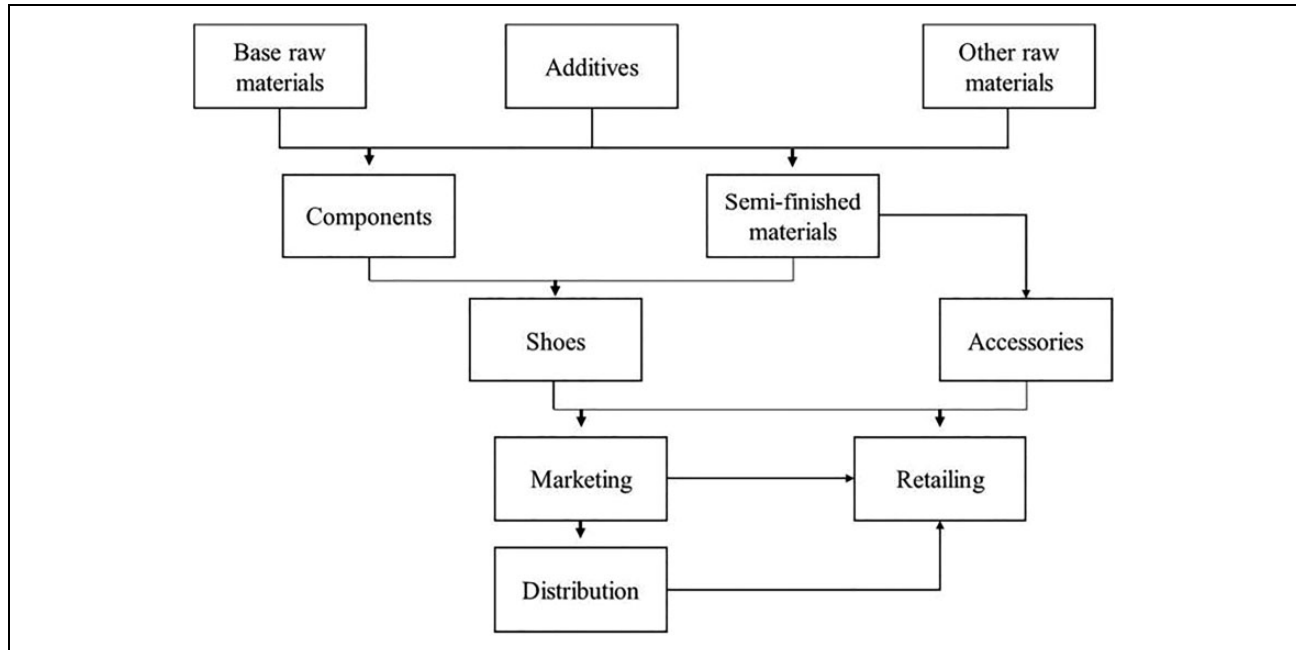 Base raw
materials
Additives
Other raw
materials
Components
Semi-finished
materials
Shoes
Accessories
Marketing
Retailing
Distribution